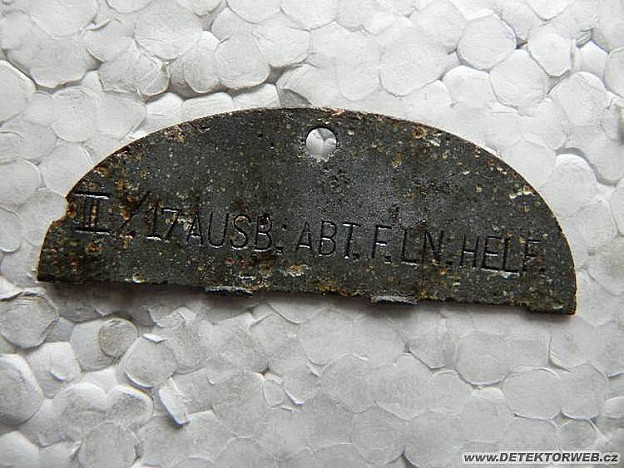 II./17 AUSB: ABT. F. LN: HELF.
www.DETEKTORWEB.cz